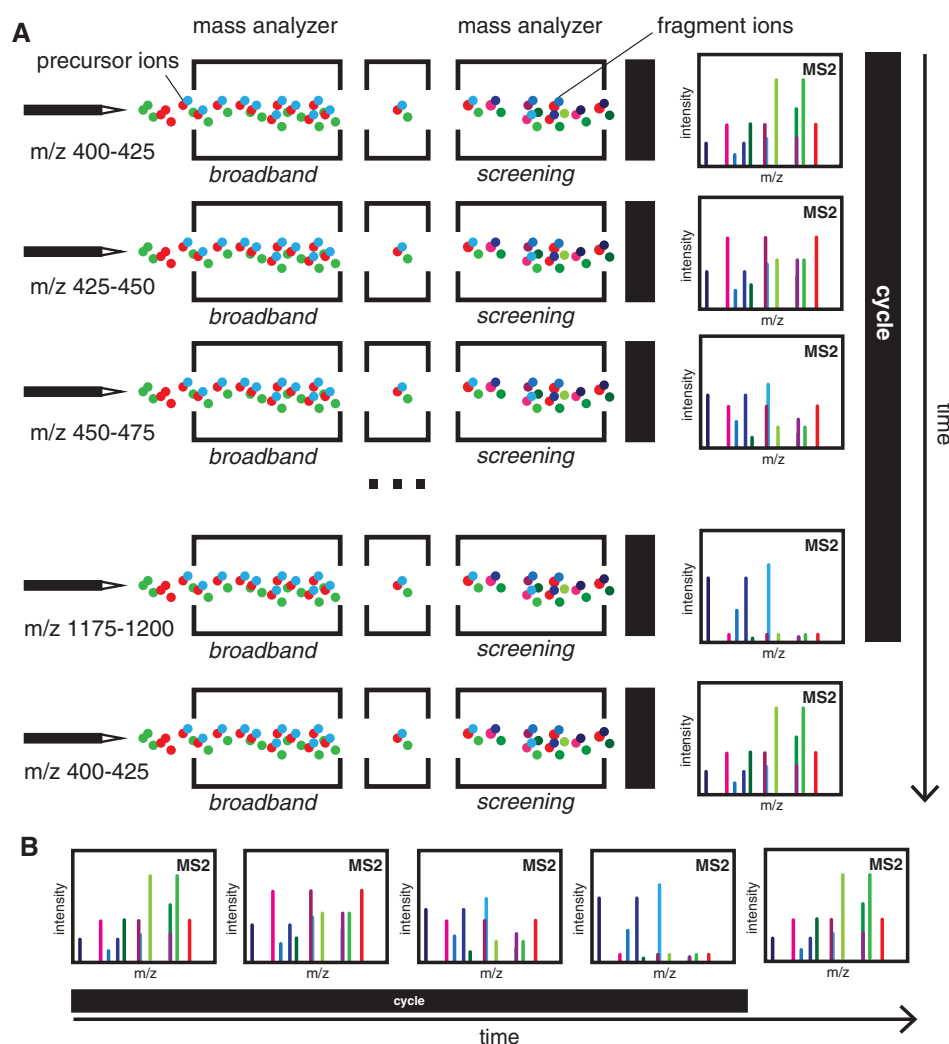 A
mass analyzer
mass analyzer
fragment ions
precursor ions
m/z 400-425
broadband
screening
MS2
intensity
m/z
m/z 425-450
broadband
screening
MS2
intensity
m/z
m/z 450-475
broadband
screening
MS2
intensity
m/z
cycle
time
m/z 1175-1200
broadband
screening
MS2
intensity
m/z
m/z 400-425
broadband
screening
MS2
intensity
m/z
B
MS2
intensity
m/z
MS2
intensity
m/z
MS2
intensity
m/z
MS2
intensity
m/z
MS2
intensity
m/z
cycle
time